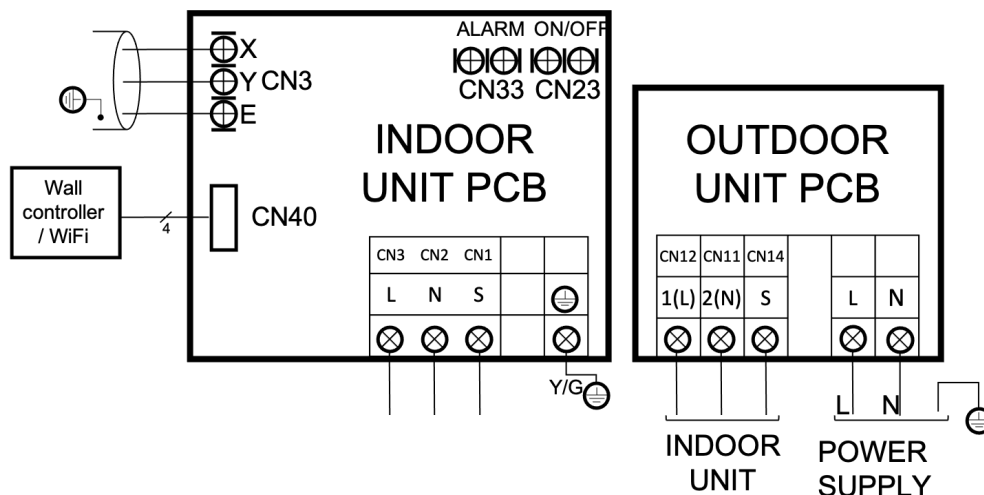 ALARM ON/OFF
CN33 CN23
X
Y CN3
E
INDOOR
UNIT PCB
Wall
controller
/ WiFi
4
CN40
CN3 CN2 CN1
L N S
Y/G
OUTDOOR
UNIT PCB
CN12 CN11 CN14
1(L) 2(N) S L N
L N
INDOOR
UNIT
POWER
SUPPLY